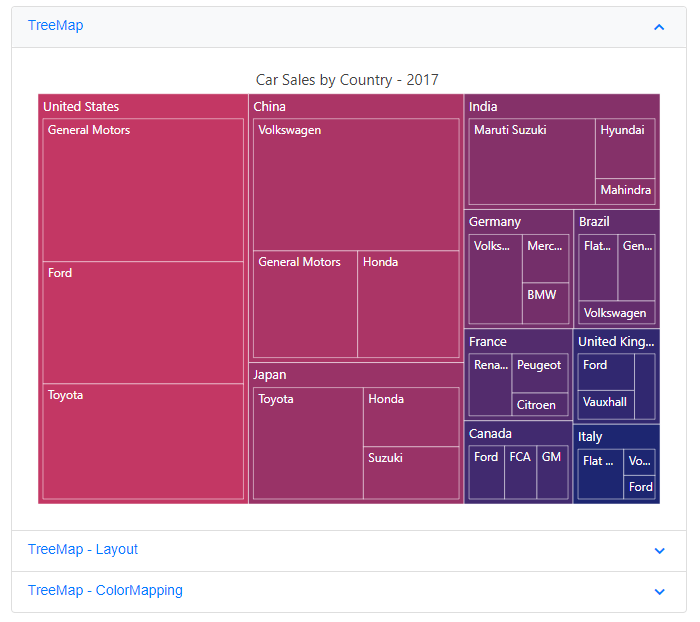 TreeMap
Car Sales by Country - 2017
United States
General Motors
Ford
Toyota
China
Volkswagen
General Motors
Honda
Japan
Toyota
Honda
Suzuki
India
Maruti Suzuki
Hyundai
Mahindra
Germany
Volks...
Merc...
BMW
Brazil
Flat...
Gen...
Volkswagen
France
Rena...
Peugeot
Citroen
United King...
Ford
Vauxhall
Canada
Ford
FCA
GM
Italy
Flat ...
Vo...
Ford
TreeMap - Layout
TreeMap - ColorMapping